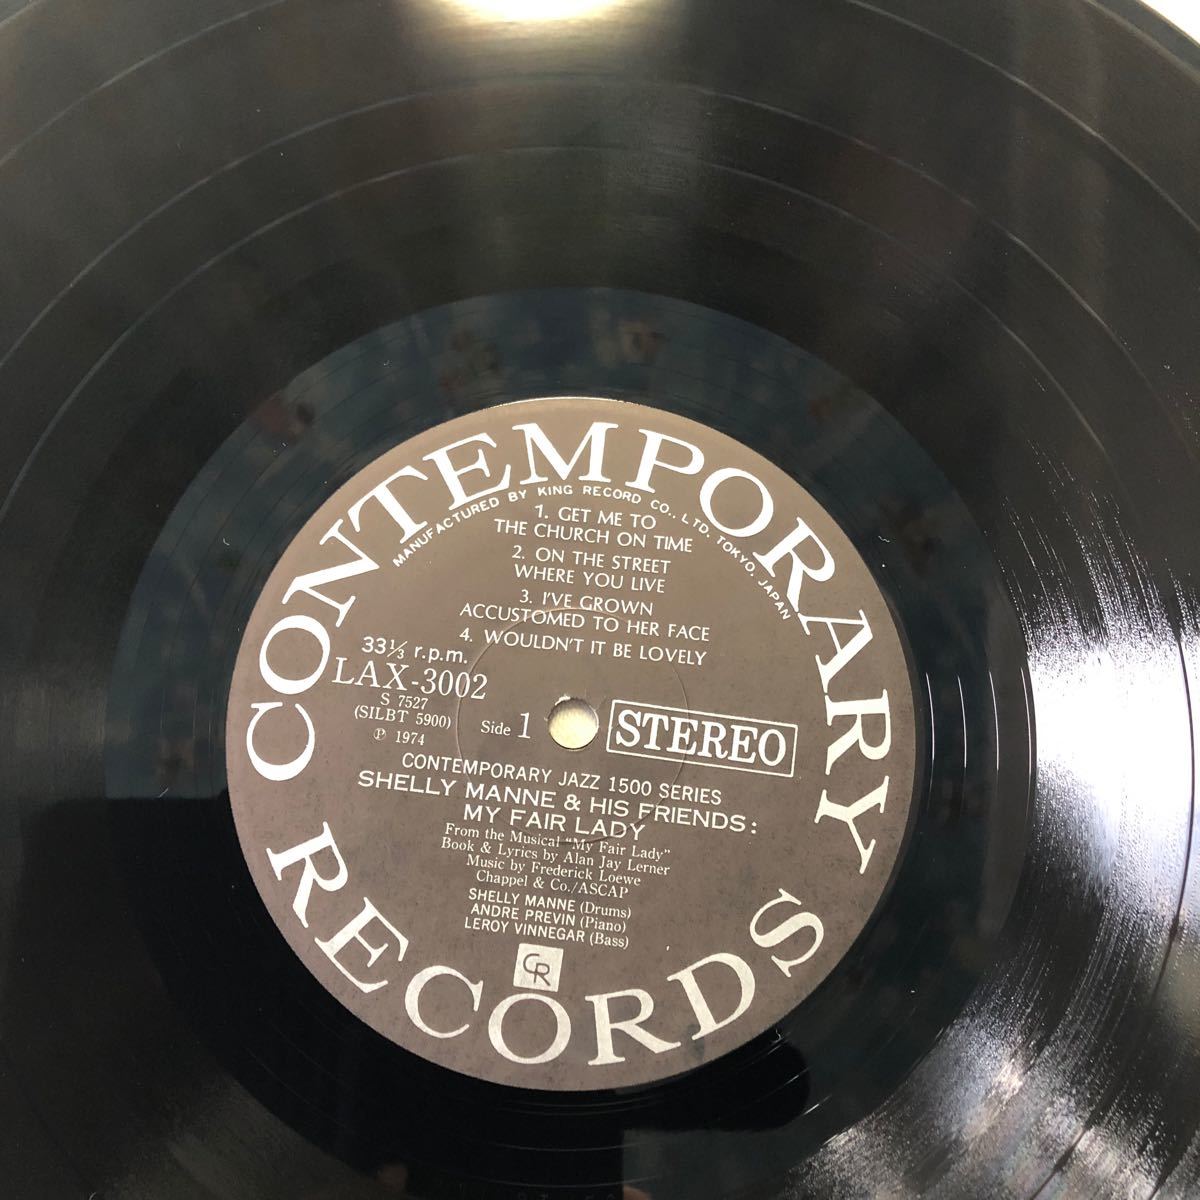 CONTEMPORARY
MANUFACTURED BY KING RECORD CO., LTD. TOKYO, JAPAN
1. GET ME TO
THE CHURCH ON TIME
2. ON THE STREET
WHERE YOU LIVE
3. I'VE GROWN
ACCUSTOMED TO HER FACE
4. WOULDN'T IT BE LOVELY
33⅓ r.p.m.
LAX-3002
S 7527
(SILBT 5900)
Ⓟ 1974
Side 1
STEREO
CONTEMPORARY JAZZ 1500 SERIES
SHELLY MANNE & HIS FRIENDS:
MY FAIR LADY
From the Musical "My Fair Lady"
Book & Lyrics by Alan Jay Lerner
Music by Frederick Loewe
Chappel & Co./ASCAP
SHELLY MANNE (Drums)
ANDRE PREVIN (Piano)
LEROY VINNEGAR (Bass)
CR
RECORDS